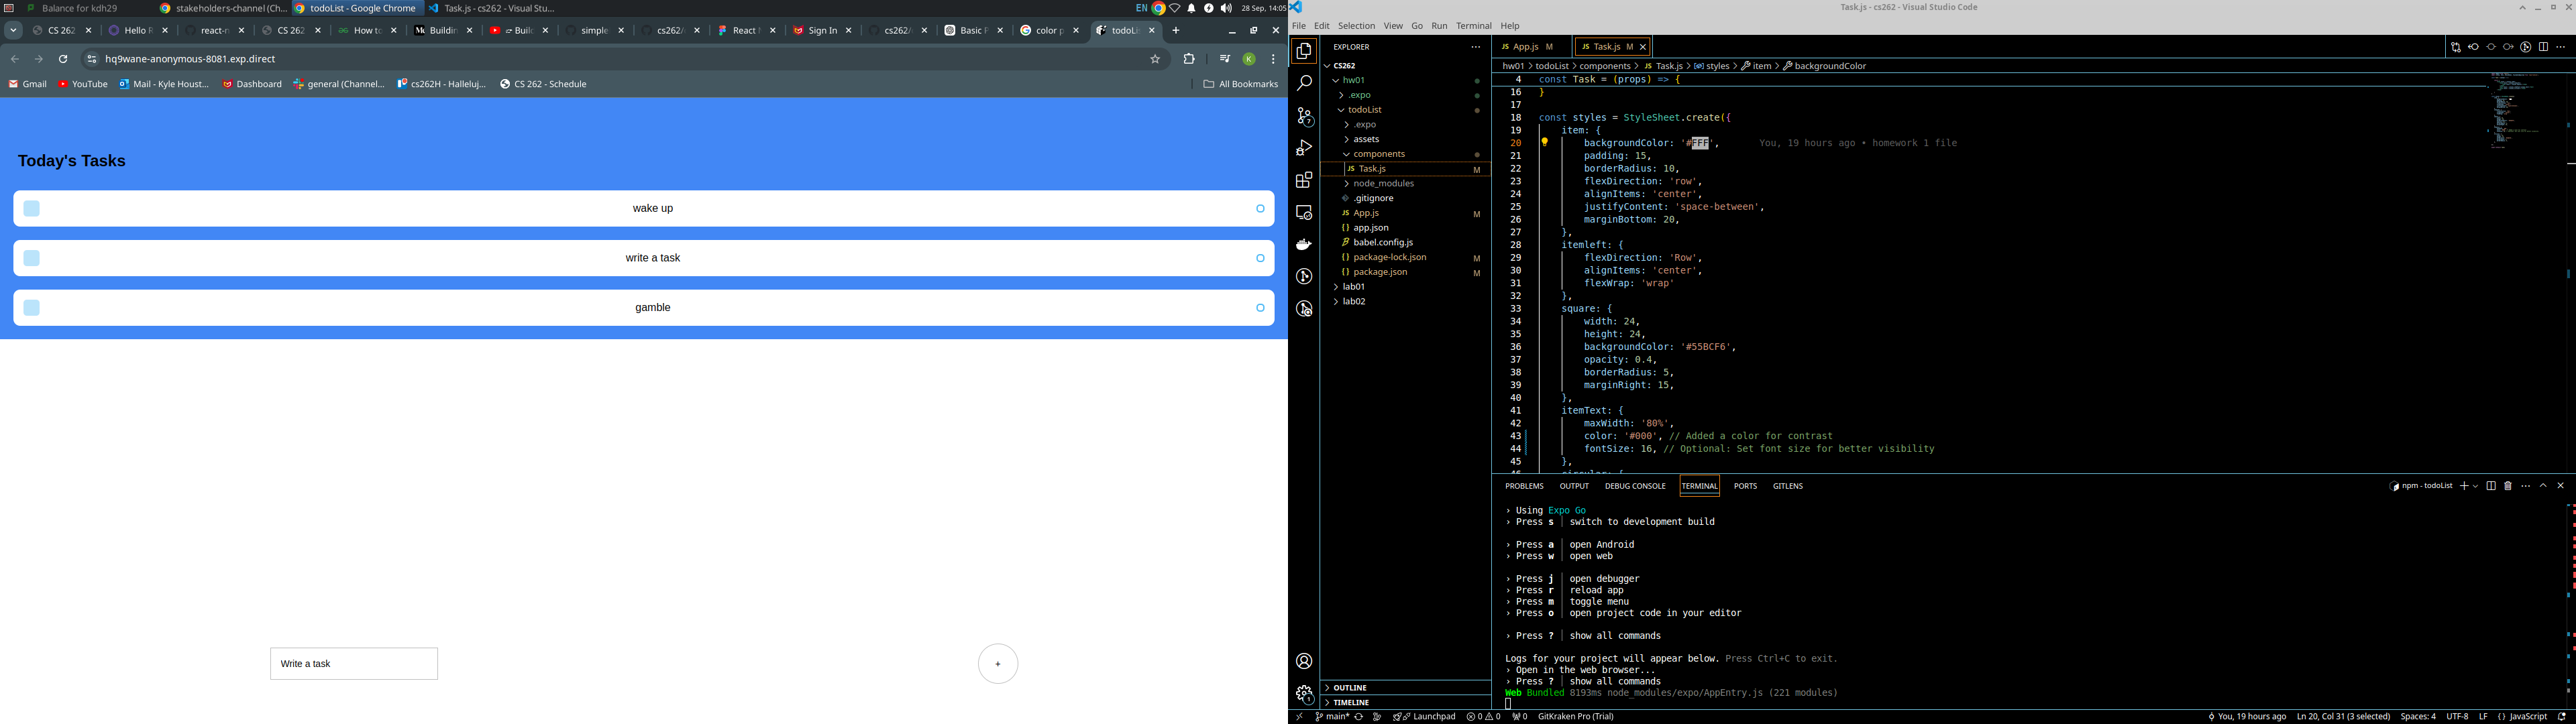 Balance for kdh29
stakeholders-channel (Ch...
todoList - Google Chrome
Task.js - cs262 - Visual Stu...
EN
28 Sep, 14:05
CS 262
Hello R
react-n
CS 262
How to
Buildin
Builc
simple
cs262/
React N
Sign In
cs262/
Basic F
color p
todoLi
hq9wane-anonymous-8081.exp.direct
K
Gmail
YouTube
Mail - Kyle Houst...
Dashboard
general (Channel...
cs262H - Halleluj...
CS 262 - Schedule
All Bookmarks
Today's Tasks
wake up
write a task
gamble
Write a task
+
Task.js - cs262 - Visual Studio Code
File Edit Selection View Go Run Terminal Help
EXPLORER
CS262
hw01
.expo
todoList
.expo
assets
components
JS Task.js M
node_modules
.gitignore
JS App.js M
{} app.json
babel.config.js
{} package-lock.json M
{} package.json M
lab01
lab02
OUTLINE
TIMELINE
JS App.js M
JS Task.js M
hw01 > todoList > components > JS Task.js > styles > item > backgroundColor
4 const Task = (props) => {
16 }
17
18 const styles = StyleSheet.create({
19 item: {
20 backgroundColor: '#FFF', You, 19 hours ago • homework 1 file
21 padding: 15,
22 borderRadius: 10,
23 flexDirection: 'row',
24 alignItems: 'center',
25 justifyContent: 'space-between',
26 marginBottom: 20,
27 },
28 itemleft: {
29 flexDirection: 'Row',
30 alignItems: 'center',
31 flexWrap: 'wrap'
32 },
33 square: {
34 width: 24,
35 height: 24,
36 backgroundColor: '#55BCF6',
37 opacity: 0.4,
38 borderRadius: 5,
39 marginRight: 15,
40 },
41 itemText: {
42 maxWidth: '80%',
43 color: '#000', // Added a color for contrast
44 fontSize: 16, // Optional: Set font size for better visibility
45 },
PROBLEMS OUTPUT DEBUG CONSOLE TERMINAL PORTS GITLENS
npm - todoList
› Using Expo Go
› Press s │ switch to development build
› Press a │ open Android
› Press w │ open web
› Press j │ open debugger
› Press r │ reload app
› Press m │ toggle menu
› Press o │ open project code in your editor
› Press ? │ show all commands
Logs for your project will appear below. Press Ctrl+C to exit.
› Open in the web browser...
› Press ? │ show all commands
Web Bundled 8193ms node_modules/expo/AppEntry.js (221 modules)
main*
Launchpad
0 0
0
GitKraken Pro (Trial)
You, 19 hours ago
Ln 20, Col 31 (3 selected)
Spaces: 4
UTF-8
LF
{} JavaScript